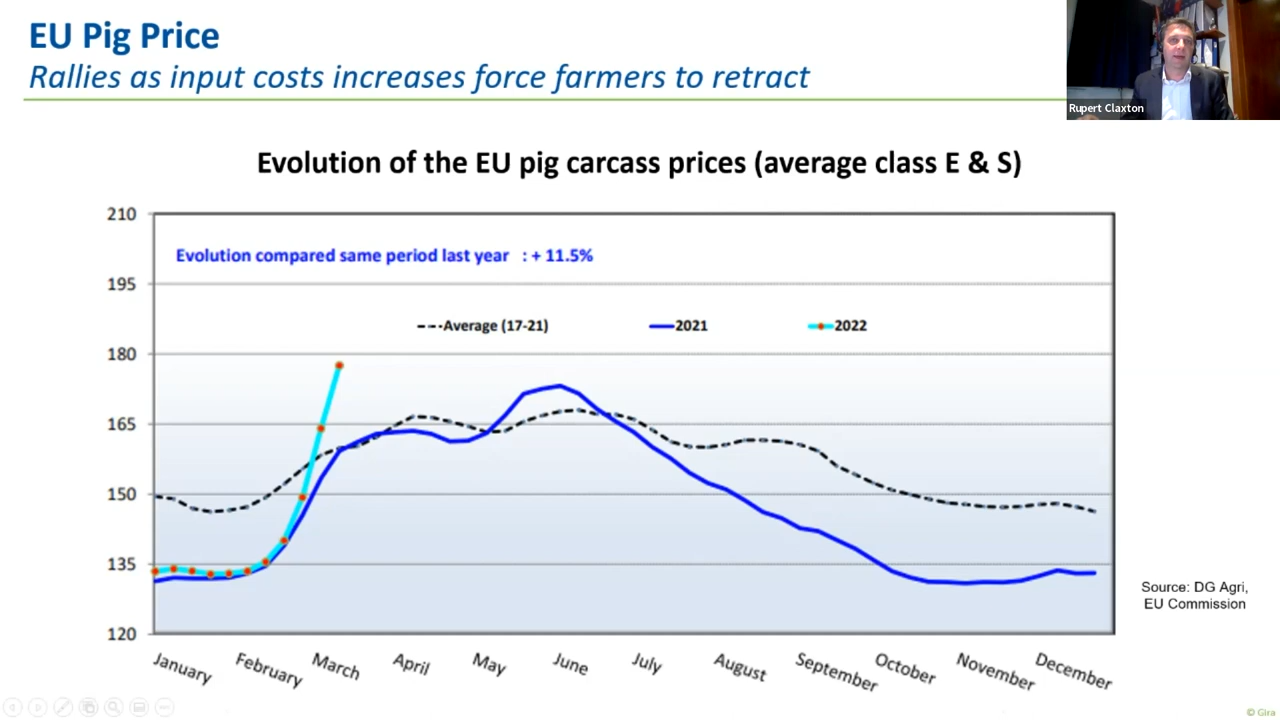 EU Pig Price
Rallies as input costs increases force farmers to retract
Rupert Claxton
Evolution of the EU pig carcass prices (average class E & S)
210
195
180
165
150
135
120
Evolution compared same period last year : + 11.5%
Average (17-21)
2021
2022
January
February
March
April
May
June
July
August
September
October
November
December
Source: DG Agri,
EU Commission
© Gira